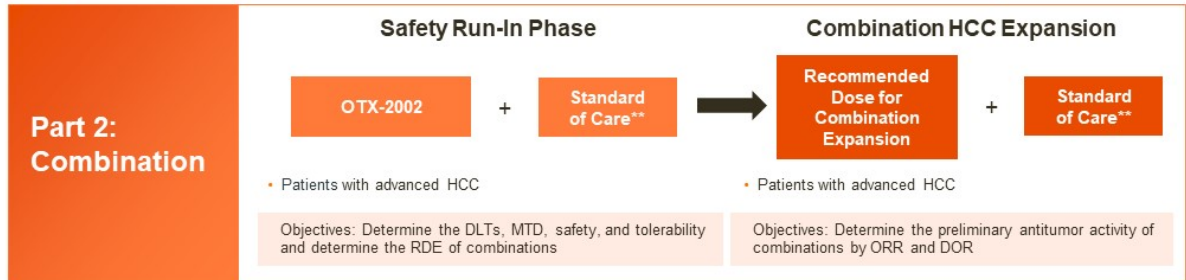 Part 2:
Combination
Safety Run-In Phase
OTX-2002
+
Standard
of Care**
• Patients with advanced HCC
Objectives: Determine the DLTs, MTD, safety, and tolerability
and determine the RDE of combinations
Combination HCC Expansion
Recommended
Dose for
Combination
Expansion
+
Standard
of Care**
• Patients with advanced HCC
Objectives: Determine the preliminary antitumor activity of
combinations by ORR and DOR